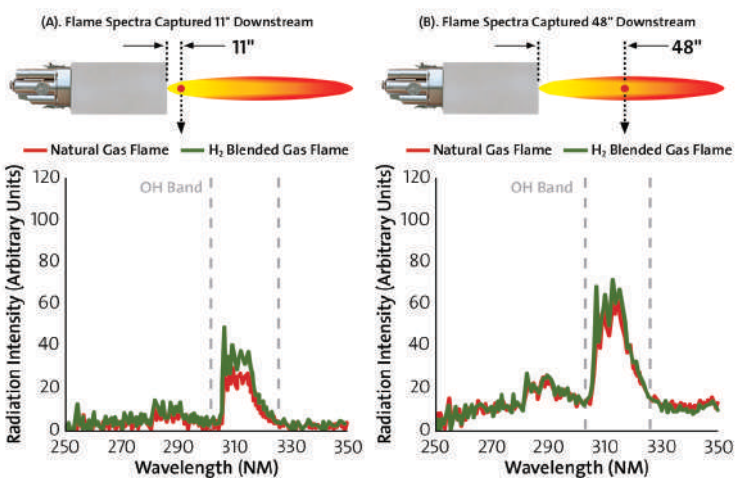 (A). Flame Spectra Captured 11" Downstream
11"
Natural Gas Flame H₂ Blended Gas Flame
Radiation Intensity (Arbitrary Units)
120
100
80
60
40
20
0
OH Band
250 270 290 310 330 350
Wavelength (NM)
(B). Flame Spectra Captured 48" Downstream
48"
Natural Gas Flame H₂ Blended Gas Flame
Radiation Intensity (Arbitrary Units)
120
100
80
60
40
20
0
OH Band
250 270 290 310 330 350
Wavelength (NM)